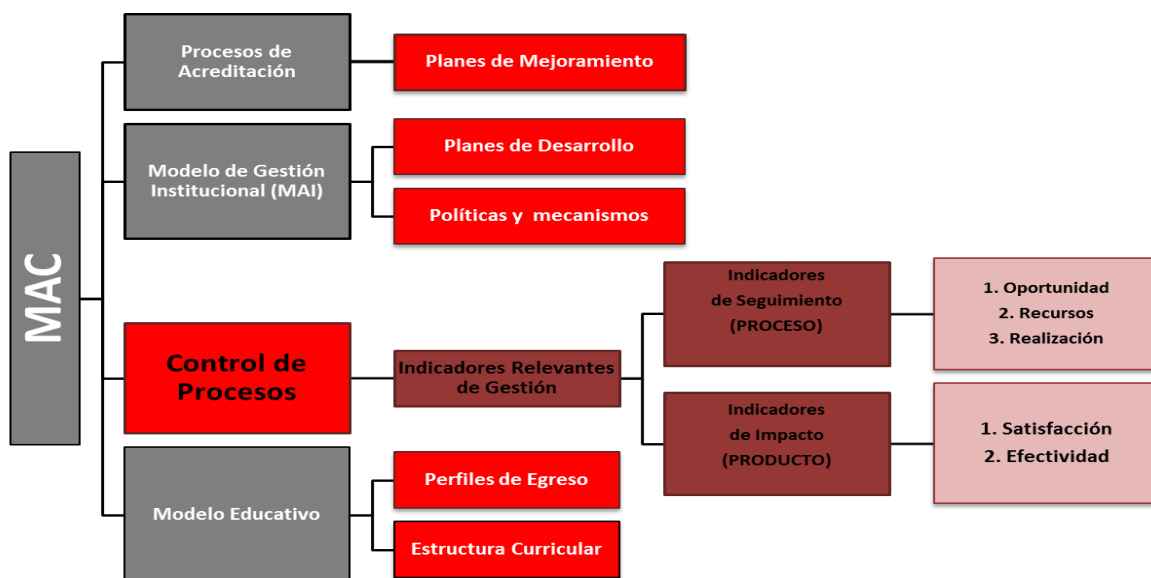 MAC
Procesos de
Acreditación
Planes de Mejoramiento
Modelo de Gestión
Institucional (MAI)
Planes de Desarrollo
Políticas y mecanismos
Control de
Procesos
Indicadores Relevantes
de Gestión
Indicadores
de Seguimiento
(PROCESO)
1. Oportunidad
2. Recursos
3. Realización
Indicadores
de Impacto
(PRODUCTO)
1. Satisfacción
2. Efectividad
Modelo Educativo
Perfiles de Egreso
Estructura Curricular